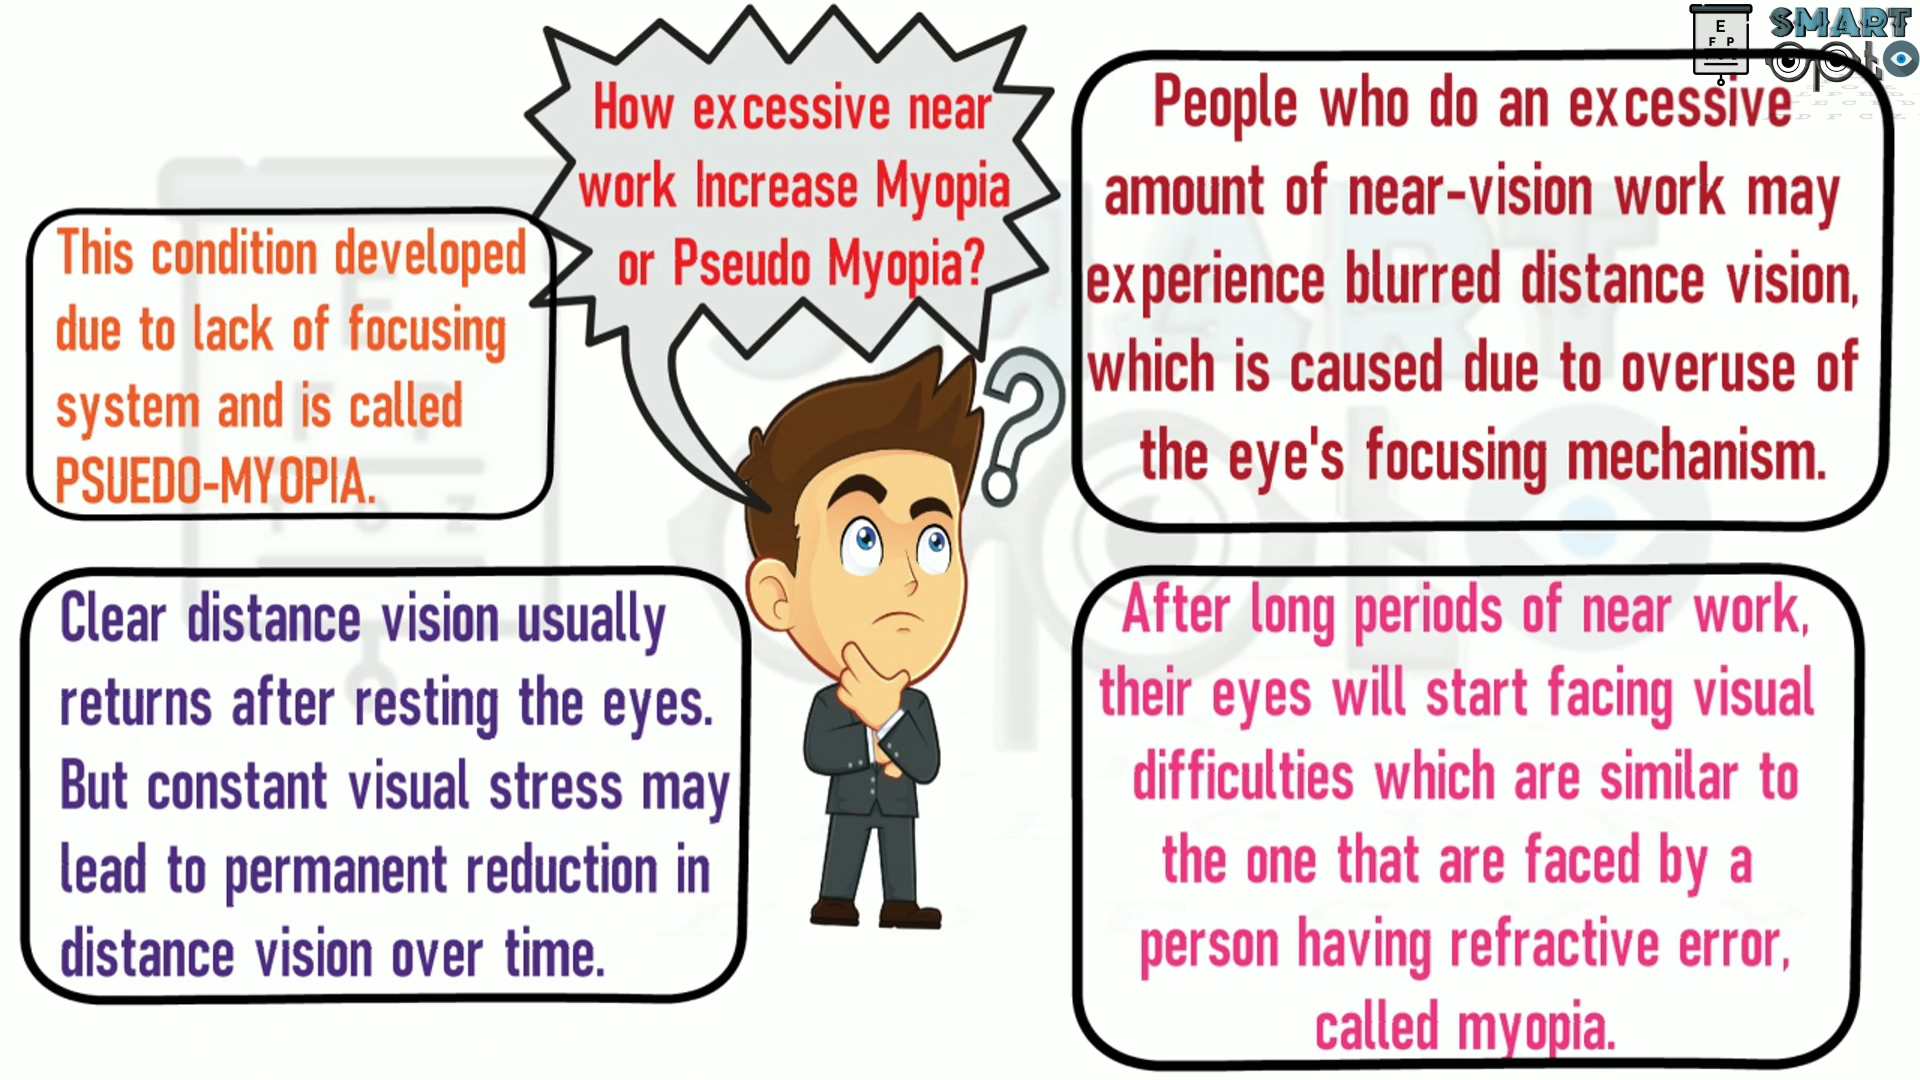 SMART
opto
E
F P
How excessive near
work Increase Myopia
or Pseudo Myopia?
People who do an excessive
amount of near-vision work may
experience blurred distance vision,
which is caused due to overuse of
the eye's focusing mechanism.
After long periods of near work,
their eyes will start facing visual
difficulties which are similar to
the one that are faced by a
person having refractive error,
called myopia.
This condition developed
due to lack of focusing
system and is called
PSUEDO-MYOPIA.
Clear distance vision usually
returns after resting the eyes.
But constant visual stress may
lead to permanent reduction in
distance vision over time.